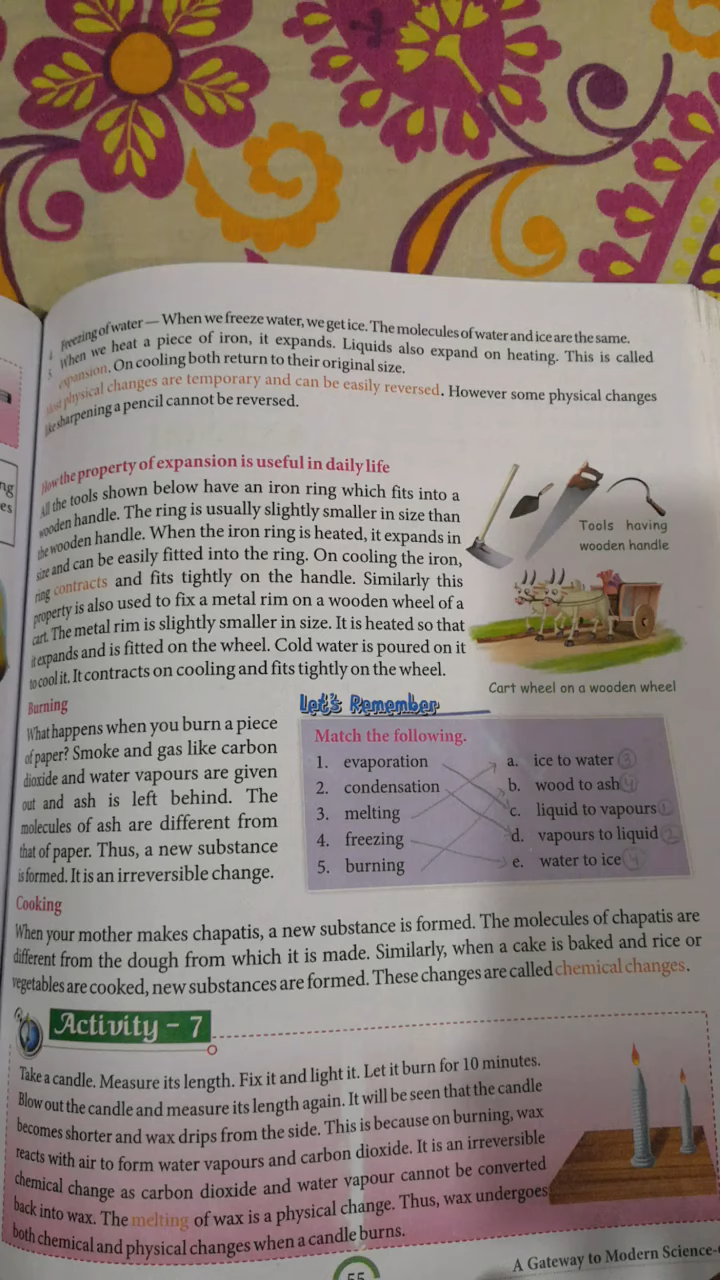 4. Freezing of water — When we freeze water, we get ice. The molecules of water and ice are the same.
5. When we heat a piece of iron, it expands. Liquids also expand on heating. This is called
expansion. On cooling both return to their original size.
Most physical changes are temporary and can be easily reversed. However some physical changes
like sharpening a pencil cannot be reversed.
How the property of expansion is useful in daily life
All the tools shown below have an iron ring which fits into a
wooden handle. The ring is usually slightly smaller in size than
the wooden handle. When the iron ring is heated, it expands in
size and can be easily fitted into the ring. On cooling the iron,
ring contracts and fits tightly on the handle. Similarly this
property is also used to fix a metal rim on a wooden wheel of a
cart. The metal rim is slightly smaller in size. It is heated so that
it expands and is fitted on the wheel. Cold water is poured on it
to cool it. It contracts on cooling and fits tightly on the wheel.
Tools having
wooden handle
Cart wheel on a wooden wheel
Burning
What happens when you burn a piece
of paper? Smoke and gas like carbon
dioxide and water vapours are given
out and ash is left behind. The
molecules of ash are different from
that of paper. Thus, a new substance
is formed. It is an irreversible change.
Let's Remember
Match the following.
1. evaporation a. ice to water 3
2. condensation b. wood to ash 4
3. melting c. liquid to vapours 1
4. freezing d. vapours to liquid 2
5. burning e. water to ice 4
Cooking
When your mother makes chapatis, a new substance is formed. The molecules of chapatis are
different from the dough from which it is made. Similarly, when a cake is baked and rice or
vegetables are cooked, new substances are formed. These changes are called chemical changes.
Activity - 7
Take a candle. Measure its length. Fix it and light it. Let it burn for 10 minutes.
Blow out the candle and measure its length again. It will be seen that the candle
becomes shorter and wax drips from the side. This is because on burning, wax
reacts with air to form water vapours and carbon dioxide. It is an irreversible
chemical change as carbon dioxide and water vapour cannot be converted
back into wax. The melting of wax is a physical change. Thus, wax undergoes
both chemical and physical changes when a candle burns.
55
A Gateway to Modern Science-
ng
es